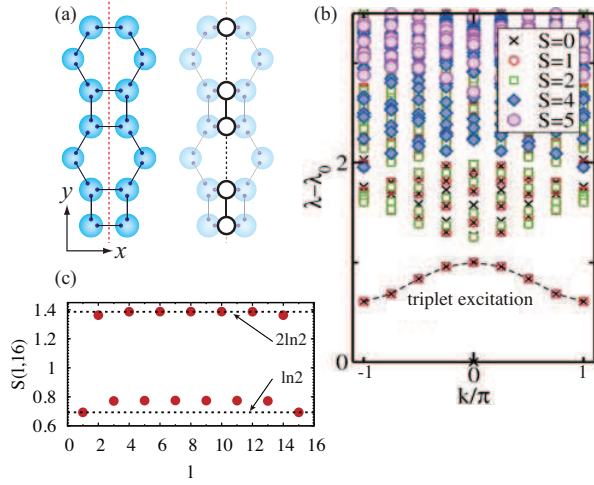 (a)
y
x
(b)
S=0
S=1
S=2
S=4
S=5
λ-λ0
2
0
triplet excitation
-1
0
1
k/π
(c)
S(l,16)
1.4
1.2
1.0
0.8
0.6
2ln2
ln2
0 2 4 6 8 10 12 14 16
l